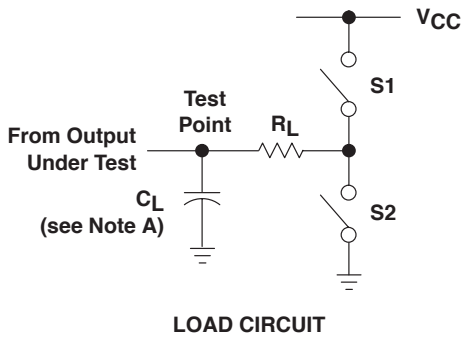 VCC
S1
Test
Point
RL
From Output
Under Test
CL
(see Note A)
S2
LOAD CIRCUIT